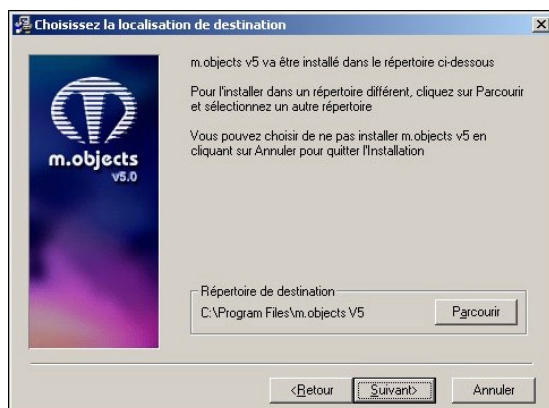 Choisissez la localisation de destination
m.objects
v5.0
m.objects v5 va être installé dans le répertoire ci-dessous
Pour l'installer dans un répertoire différent, cliquez sur Parcourir
et sélectionnez un autre répertoire
Vous pouvez choisir de ne pas installer m.objects v5 en
cliquant sur Annuler pour quitter l'Installation
Répertoire de destination
C:\Program Files\m.objects V5
Parcourir
<Retour
Suivant>
Annuler